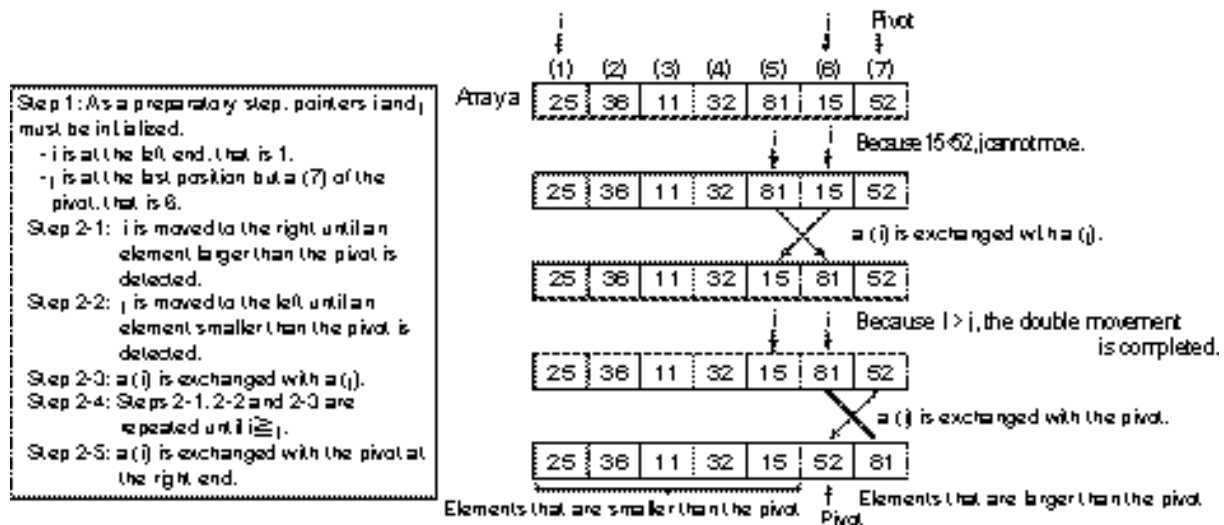 Step 1: As a preparatory step, pointers i and j
must be initialized.
- i is at the left end, that is 1.
- j is at the last position but a (7) of the
pivot, that is 6.
Step 2-1: i is moved to the right until an
element larger than the pivot is
detected.
Step 2-2: j is moved to the left until an
element smaller than the pivot is
detected.
Step 2-3: a (i) is exchanged with a (j).
Step 2-4: Steps 2-1, 2-2 and 2-3 are
repeated until i≧j.
Step 2-5: a (i) is exchanged with the pivot at
the right end.
i j Pivot
(1) (2) (3) (4) (5) (6) (7)
Array a 25 36 11 32 81 15 52
i j Because 15<52, j cannot move.
25 36 11 32 81 15 52
a (i) is exchanged with a (j).
25 36 11 32 15 81 52
j i Because I > j, the double movement
is completed.
25 36 11 32 15 81 52
a (i) is exchanged with the pivot.
25 36 11 32 15 52 81
Elements that are smaller than the pivot
Pivot
Elements that are larger than the pivot